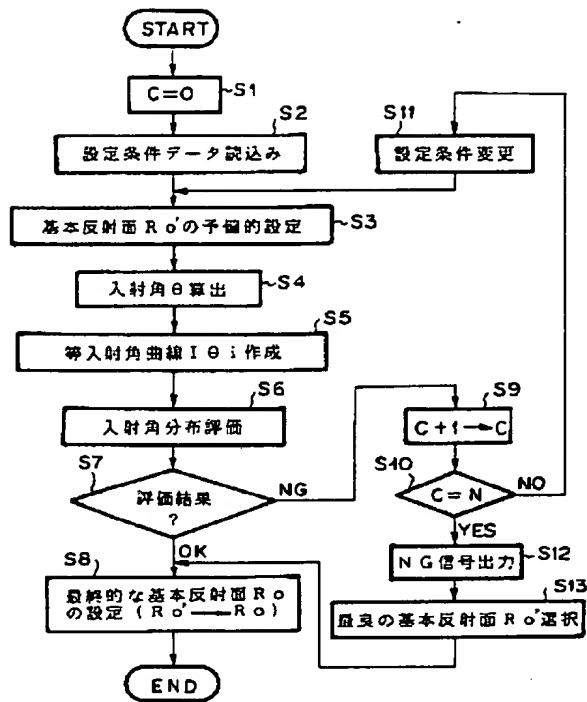 START
C=0
S1
S2
設定条件データ読込み
S11
設定条件変更
基本反射面Ro'の予備的設定
S3
入射角θ算出
S4
S5
等入射角曲線Iθi作成
S6
入射角分布評価
S9
C+1→C
S7
評価結果
?
NG
S10
C=N
NO
YES
OK
S12
NG信号出力
S8
最終的な基本反射面Ro
の設定(Ro'→Ro)
S13
最良の基本反射面Ro'選択
END